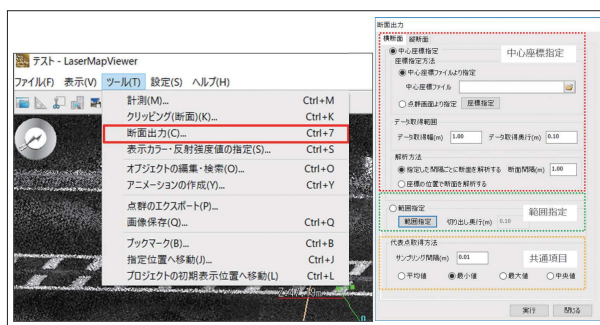 テスト - LaserMapViewer
ファイル(F) 表示(V) ツール(T) 設定(S) ヘルプ(H)
計測(M)... Ctrl+M
クリッピング(断面)(K)... Ctrl+K
断面出力(C)... Ctrl+7
表示カラー・反射強度値の指定(S)... Ctrl+S
オブジェクトの編集・検索(O)... Ctrl+O
アニメーションの作成(Y)... Ctrl+Y
点群のエクスポート(P)...
画像保存(Q)... Ctrl+Q
ブックマーク(B)... Ctrl+B
指定位置へ移動(J)... Ctrl+J
プロジェクトの初期表示位置へ移動(L) Ctrl+L
断面出力
横断面 縦断面
中心座標指定 中心座標指定
座標指定方法
中心座標ファイルより指定
中心座標ファイル
点群画面より指定 座標指定
データ取得範囲
データ取得幅(m) 1.00 データ取得奥行(m) 0.10
解析方法
指定した間隔ごとに断面を解析する 断面間隔(m) 1.00
座標の位置で断面を解析する
範囲指定 範囲指定
範囲指定 切り出し奥行(m) 0.10
代表点取得方法
サンプリング間隔(m) 0.01 共通項目
平均値 最小値 最大値 中央値
実行 閉じる